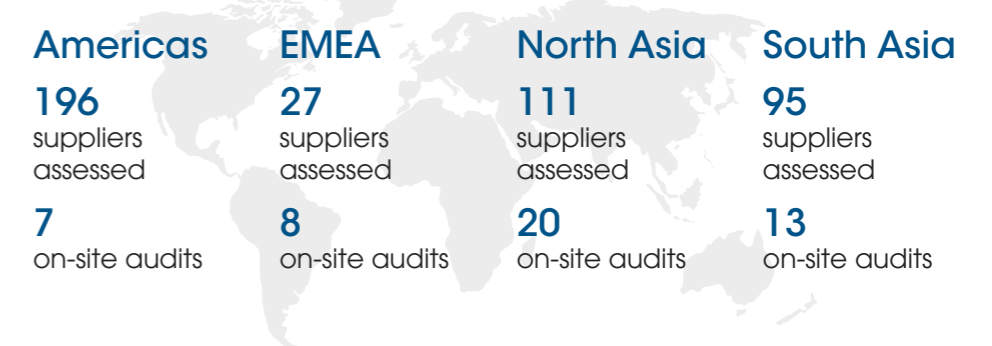 Americas
196
suppliers
assessed
7
on-site audits
EMEA
27
suppliers
assessed
8
on-site audits
North Asia
111
suppliers
assessed
20
on-site audits
South Asia
95
suppliers
assessed
13
on-site audits